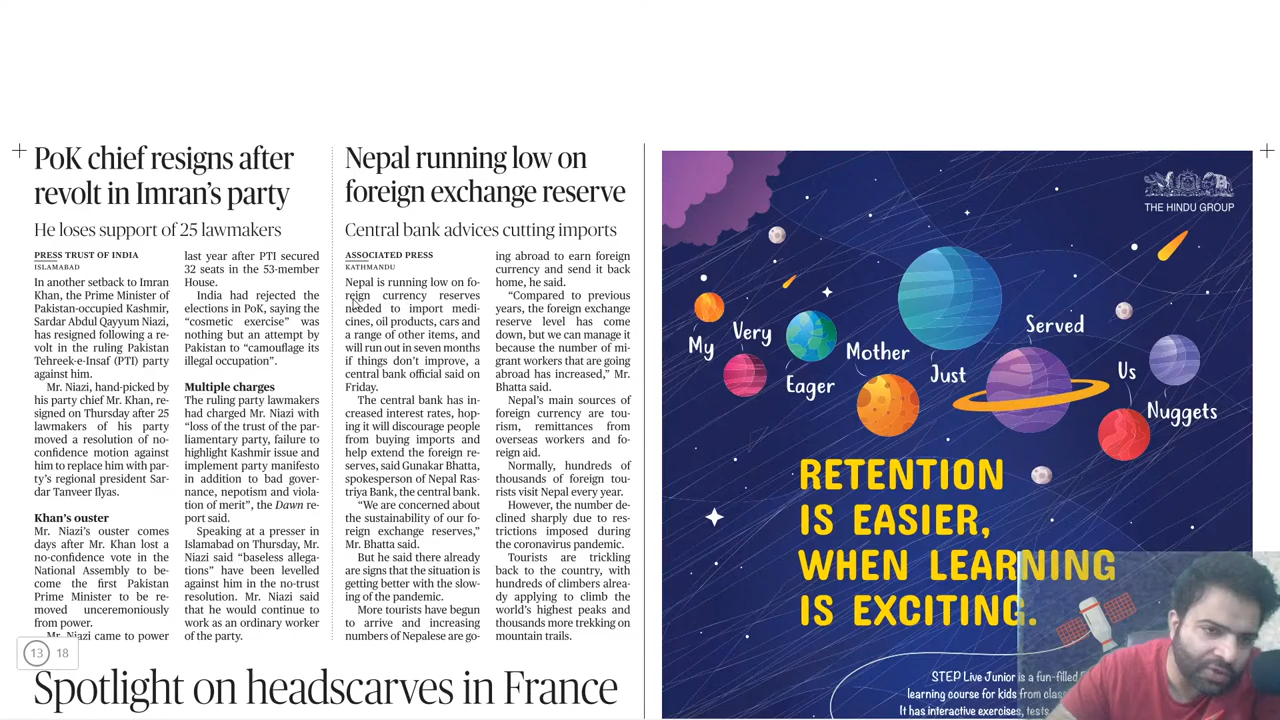 PoK chief resigns after
revolt in Imran's party
He loses support of 25 lawmakers
PRESS TRUST OF INDIA
ISLAMABAD
In another setback to Imran
Khan, the Prime Minister of
Pakistan-occupied Kashmir,
Sardar Abdul Qayyum Niazi,
has resigned following a re-
volt in the ruling Pakistan
Tehreek-e-Insaf (PTI) party
against him.
Mr. Niazi, hand-picked by
his party chief Mr. Khan, re-
signed on Thursday after 25
lawmakers of his party
moved a resolution of no-
confidence motion against
him to replace him with par-
ty's regional president Sar-
dar Tanveer Ilyas.
Khan's ouster
Mr. Niazi's ouster comes
days after Mr. Khan lost a
no-confidence vote in the
National Assembly to be-
come the first Pakistan
Prime Minister to be re-
moved unceremoniously
from power.
Mr. Niazi came to power
last year after PTI secured
32 seats in the 53-member
House.
India had rejected the
elections in PoK, saying the
"cosmetic exercise" was
nothing but an attempt by
Pakistan to "camouflage its
illegal occupation".
Multiple charges
The ruling party lawmakers
had charged Mr. Niazi with
"loss of the trust of the par-
liamentary party, failure to
highlight Kashmir issue and
implement party manifesto
in addition to bad gover-
nance, nepotism and viola-
tion of merit", the Dawn re-
port said.
Speaking at a presser in
Islamabad on Thursday, Mr.
Niazi said "baseless allega-
tions" have been levelled
against him in the no-trust
resolution. Mr. Niazi said
that he would continue to
work as an ordinary worker
of the party.
Nepal running low on
foreign exchange reserve
Central bank advices cutting imports
ASSOCIATED PRESS
KATHMANDU
Nepal is running low on fo-
reign currency reserves
needed to import medi-
cines, oil products, cars and
a range of other items, and
will run out in seven months
if things don't improve, a
central bank official said on
Friday.
The central bank has in-
creased interest rates, hop-
ing it will discourage people
from buying imports and
help extend the foreign re-
serves, said Gunakar Bhatta,
spokesperson of Nepal Ras-
triya Bank, the central bank.
"We are concerned about
the sustainability of our fo-
reign exchange reserves,"
Mr. Bhatta said.
But he said there already
are signs that the situation is
getting better with the slow-
ing of the pandemic.
More tourists have begun
to arrive and increasing
numbers of Nepalese are go-
ing abroad to earn foreign
currency and send it back
home, he said.
"Compared to previous
years, the foreign exchange
reserve level has come
down, but we can manage it
because the number of mi-
grant workers that are going
abroad has increased," Mr.
Bhatta said.
Nepal's main sources of
foreign currency are tou-
rism, remittances from
overseas workers and fo-
reign aid.
Normally, hundreds of
thousands of foreign tou-
rists visit Nepal every year.
However, the number de-
clined sharply due to res-
trictions imposed during
the coronavirus pandemic.
Tourists are trickling
back to the country, with
hundreds of climbers alrea-
dy applying to climb the
world's highest peaks and
thousands more trekking on
mountain trails.
13 18
Spotlight on headscarves in France
THE HINDU GROUP
My
Very
Eager
Mother
Just
Served
Us
Nuggets
RETENTION
IS EASIER,
WHEN LEARNING
IS EXCITING.
STEP Live Junior is a fun-filled
learning course for kids from
It has interactive exercises, tests